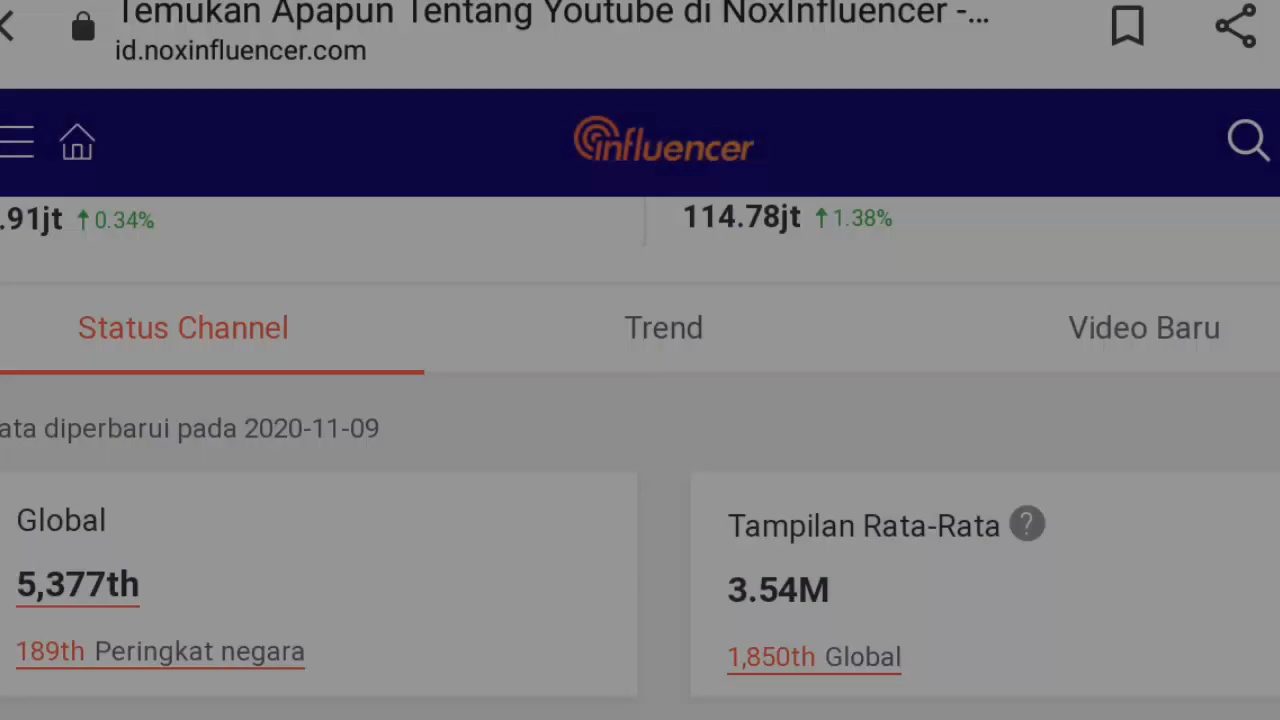 Temukan Apapun Tentang Youtube di NoxInfluencer -...
id.noxinfluencer.com
influencer
.91jt ↑0.34%
114.78jt ↑1.38%
Status Channel
Trend
Video Baru
ata diperbarui pada 2020-11-09
Global
5,377th
189th Peringkat negara
Tampilan Rata-Rata ?
3.54M
1,850th Global